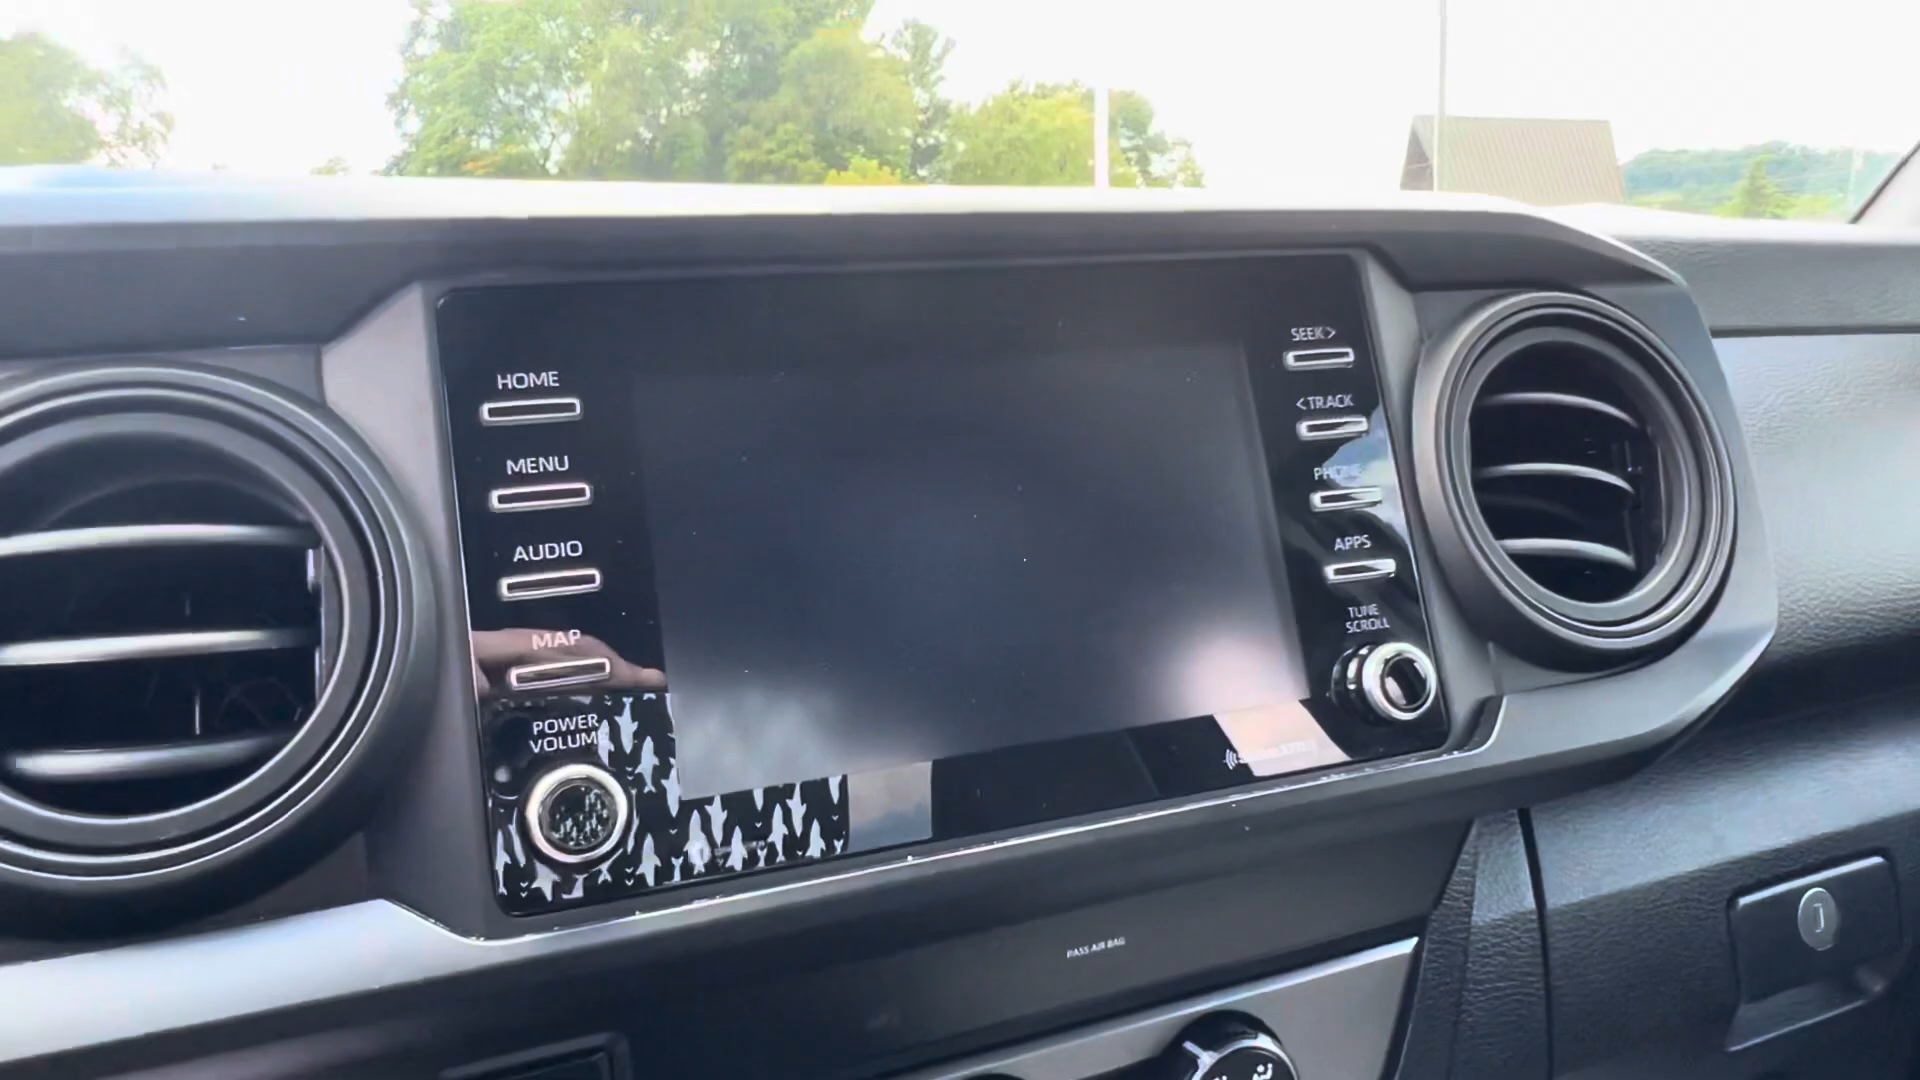 HOME
MENU
AUDIO
MAP
POWER
VOLUME
SEEK>
<TRACK
PHONE
APPS
TUNE
SCROLL
PASS AIR BAG